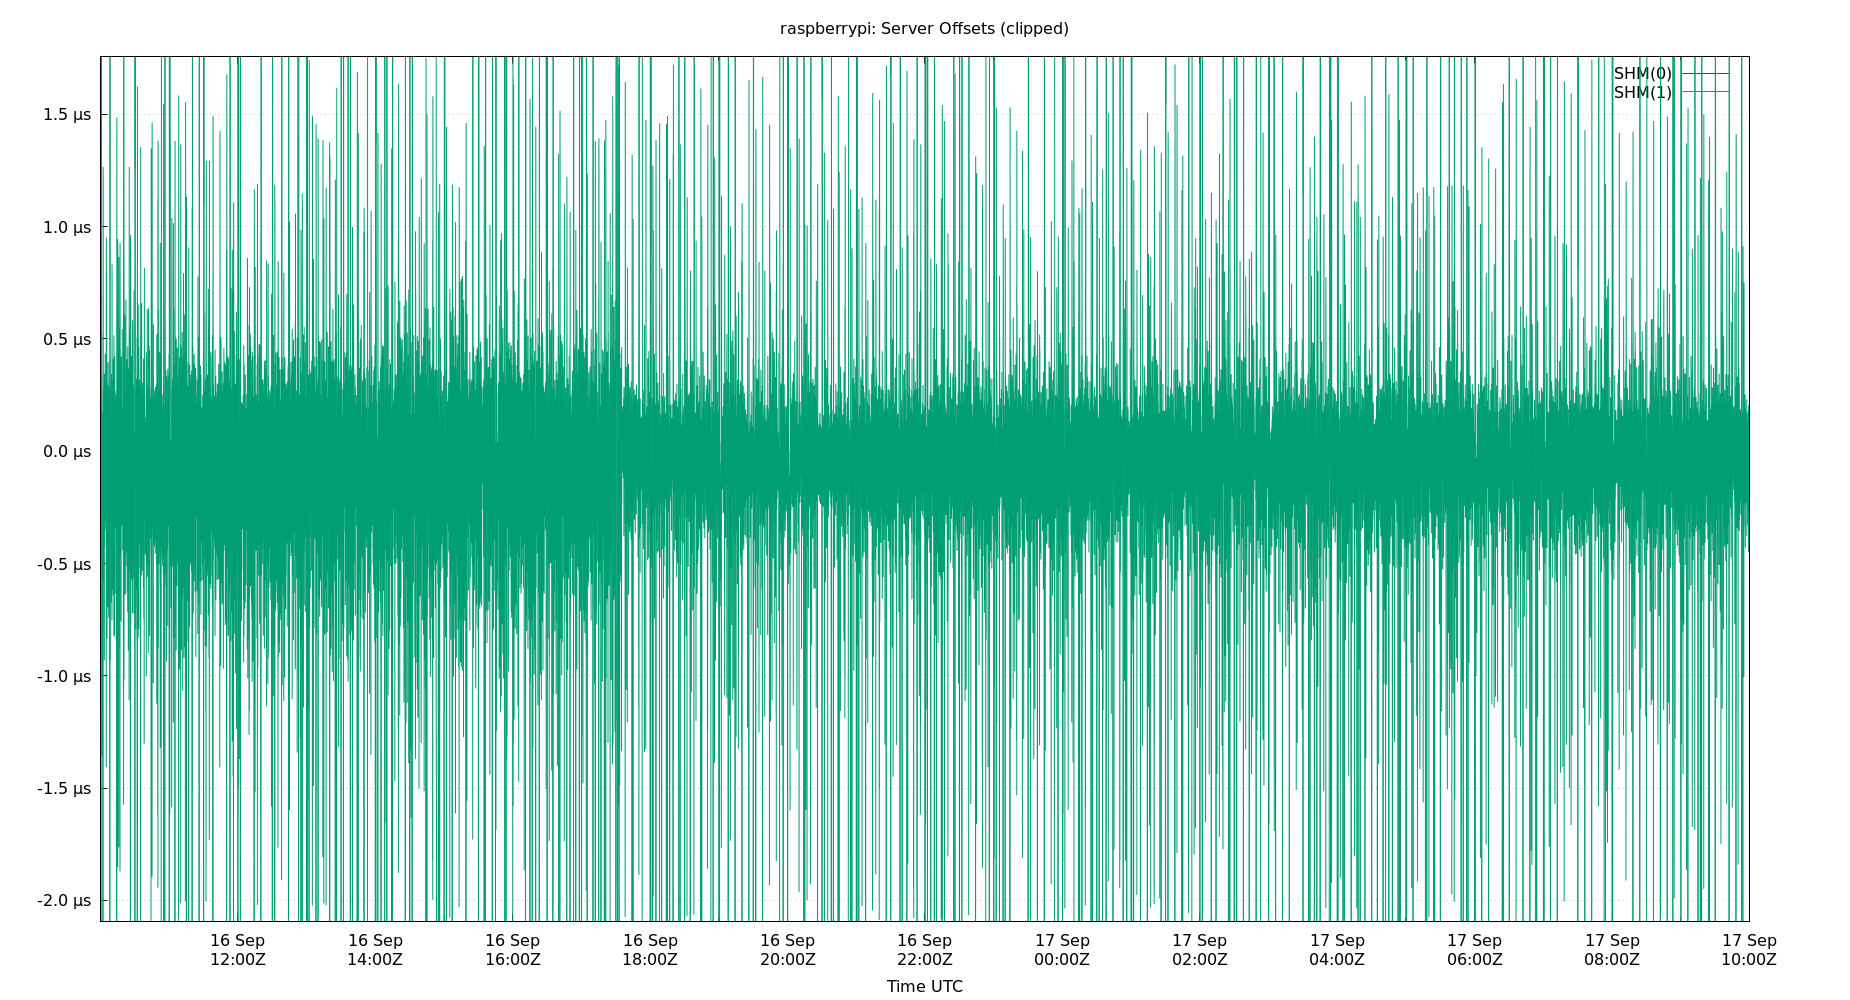 raspberrypi: Server Offsets (clipped)
SHM(0)
SHM(1)
1.5 µs
1.0 µs
0.5 µs
0.0 µs
-0.5 µs
-1.0 µs
-1.5 µs
-2.0 µs
16 Sep 16 Sep 16 Sep 16 Sep 16 Sep 16 Sep 17 Sep 17 Sep 17 Sep 17 Sep 17 Sep 17 Sep
12:00Z 14:00Z 16:00Z 18:00Z 20:00Z 22:00Z 00:00Z 02:00Z 04:00Z 06:00Z 08:00Z 10:00Z
Time UTC